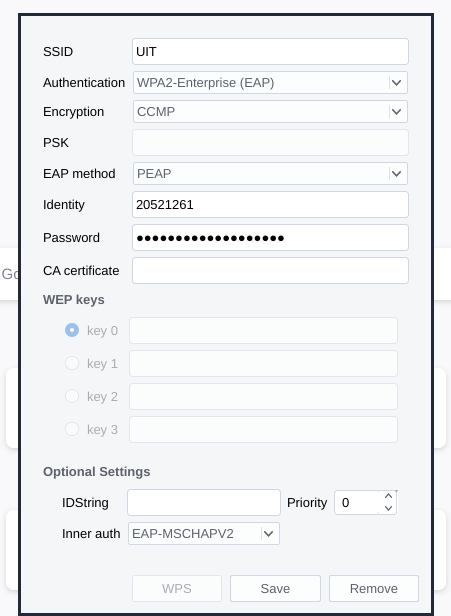 SSID UIT
Authentication WPA2-Enterprise (EAP)
Encryption CCMP
PSK
EAP method PEAP
Identity 20521261
Password ●●●●●●●●●●●●●●●●●●●
CA certificate
WEP keys
key 0
key 1
key 2
key 3
Optional Settings
IDString Priority 0
Inner auth EAP-MSCHAPV2
WPS Save Remove